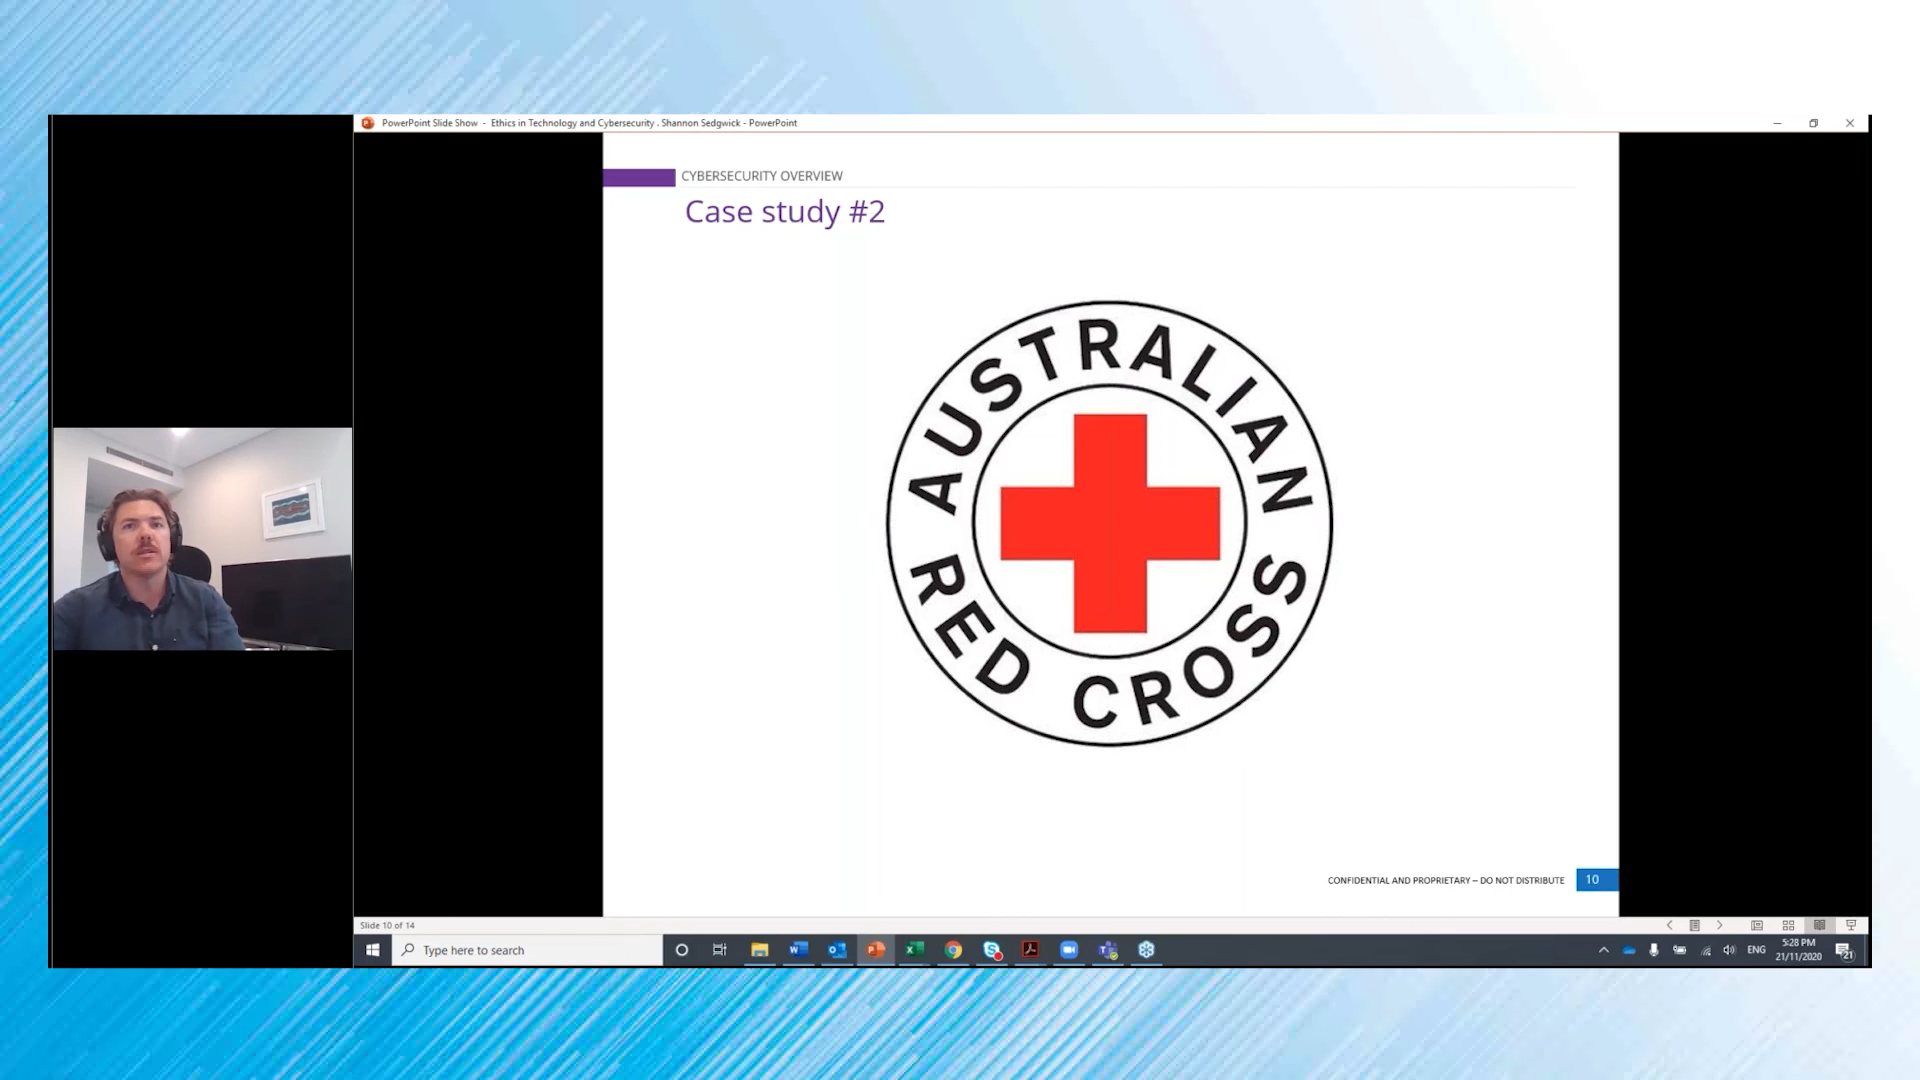 PowerPoint Slide Show - Ethics in Technology and Cybersecurity . Shannon Sedgwick - PowerPoint
CYBERSECURITY OVERVIEW
Case study #2
AUSTRALIAN
RED CROSS
CONFIDENTIAL AND PROPRIETARY – DO NOT DISTRIBUTE
10
Slide 10 of 14
Type here to search
ENG
5:28 PM
21/11/2020
21